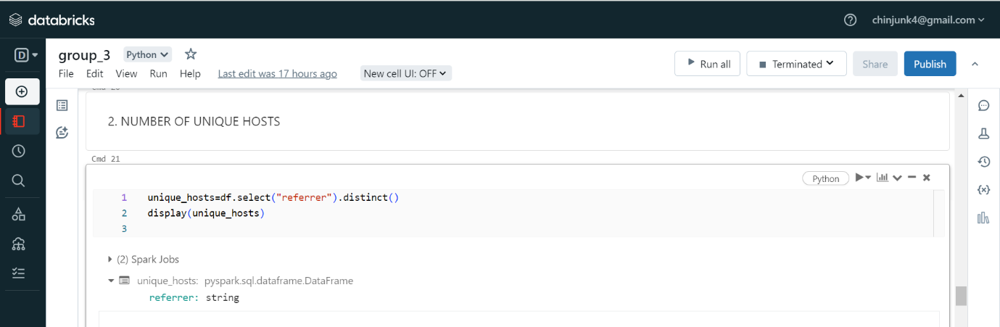 databricks
chinjunk4@gmail.com
D
group_3 Python
File Edit View Run Help Last edit was 17 hours ago New cell UI: OFF
Run all Terminated Share Publish
2. NUMBER OF UNIQUE HOSTS
Cmd 21
Python
1 unique_hosts=df.select("referrer").distinct()
2 display(unique_hosts)
3
(2) Spark Jobs
unique_hosts: pyspark.sql.dataframe.DataFrame
referrer: string